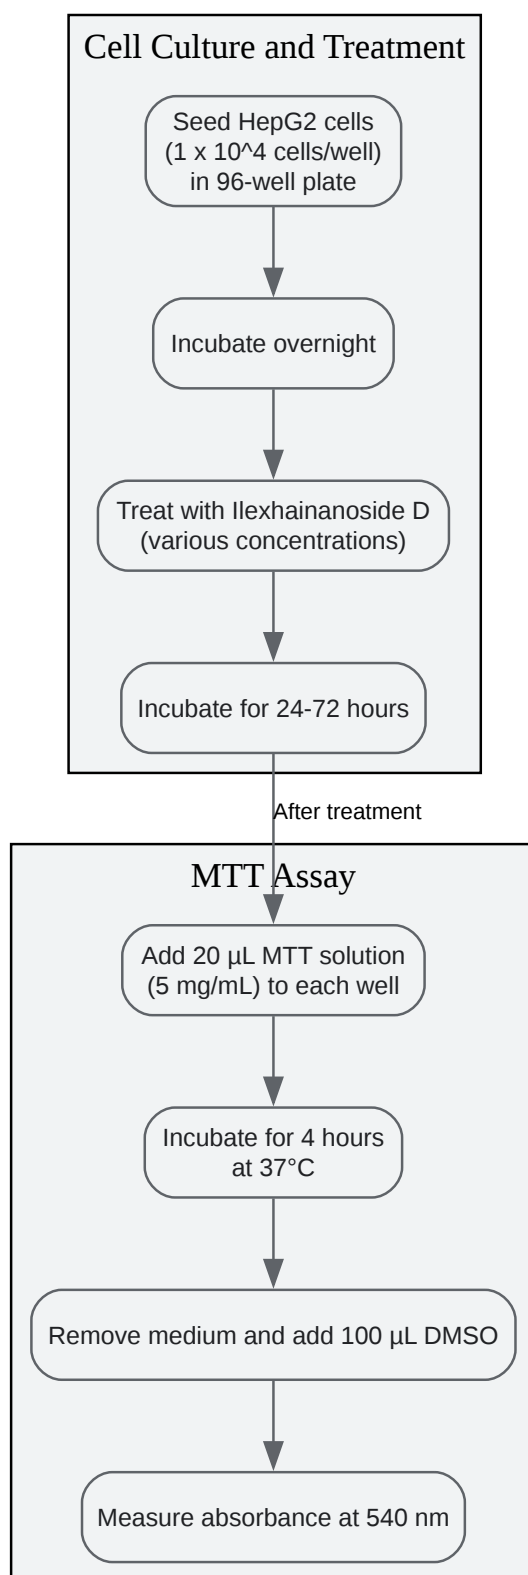 Cell Culture and Treatment
Seed HepG2 cells
(1 x 10^4 cells/well)
in 96-well plate
Incubate overnight
Treat with Ilexhainanoside D
(various concentrations)
Incubate for 24-72 hours
After treatment
MTT Assay
Add 20 µL MTT solution
(5 mg/mL) to each well
Incubate for 4 hours
at 37°C
Remove medium and add 100 µL DMSO
Measure absorbance at 540 nm